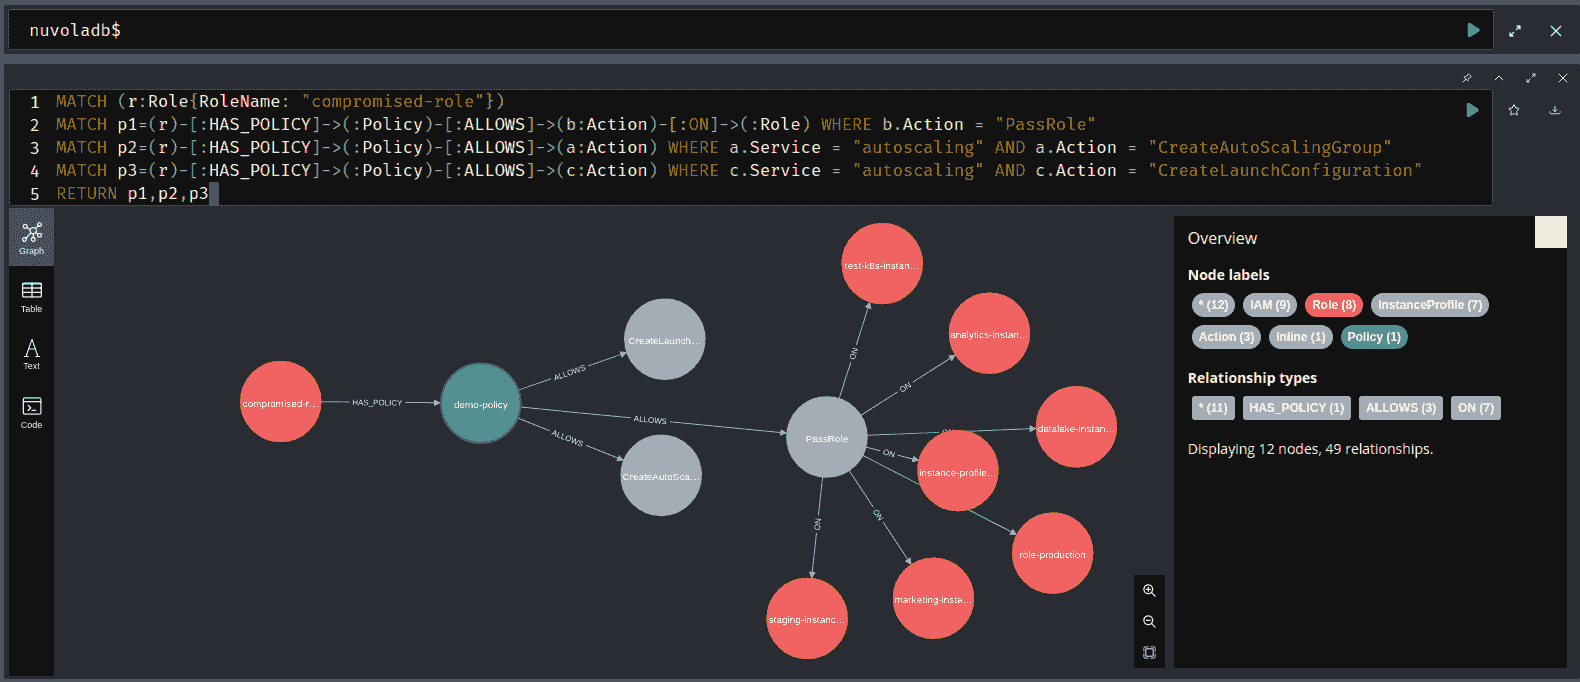 nuvoladb$
1 MATCH (r:Role{RoleName: "compromised-role"})
2 MATCH p1=(r)-[:HAS_POLICY]->(:Policy)-[:ALLOWS]->(b:Action)-[:ON]->(:Role) WHERE b.Action = "PassRole"
3 MATCH p2=(r)-[:HAS_POLICY]->(:Policy)-[:ALLOWS]->(a:Action) WHERE a.Service = "autoscaling" AND a.Action = "CreateAutoScalingGroup"
4 MATCH p3=(r)-[:HAS_POLICY]->(:Policy)-[:ALLOWS]->(c:Action) WHERE c.Service = "autoscaling" AND c.Action = "CreateLaunchConfiguration"
5 RETURN p1,p2,p3
Graph
Table
Text
Code
compromised-r...
HAS_POLICY
demo-policy
ALLOWS
ALLOWS
ALLOWS
CreateLaunch...
CreateAutoSca...
PassRole
ON
ON
ON
ON
ON
ON
test-k8s-instan...
analytics-instan...
datalake-instan...
instance-profile...
role-production
marketing-insta...
staging-instanc...
Overview
Node labels
* (12) IAM (9) Role (8) InstanceProfile (7)
Action (3) Inline (1) Policy (1)
Relationship types
* (11) HAS_POLICY (1) ALLOWS (3) ON (7)
Displaying 12 nodes, 49 relationships.